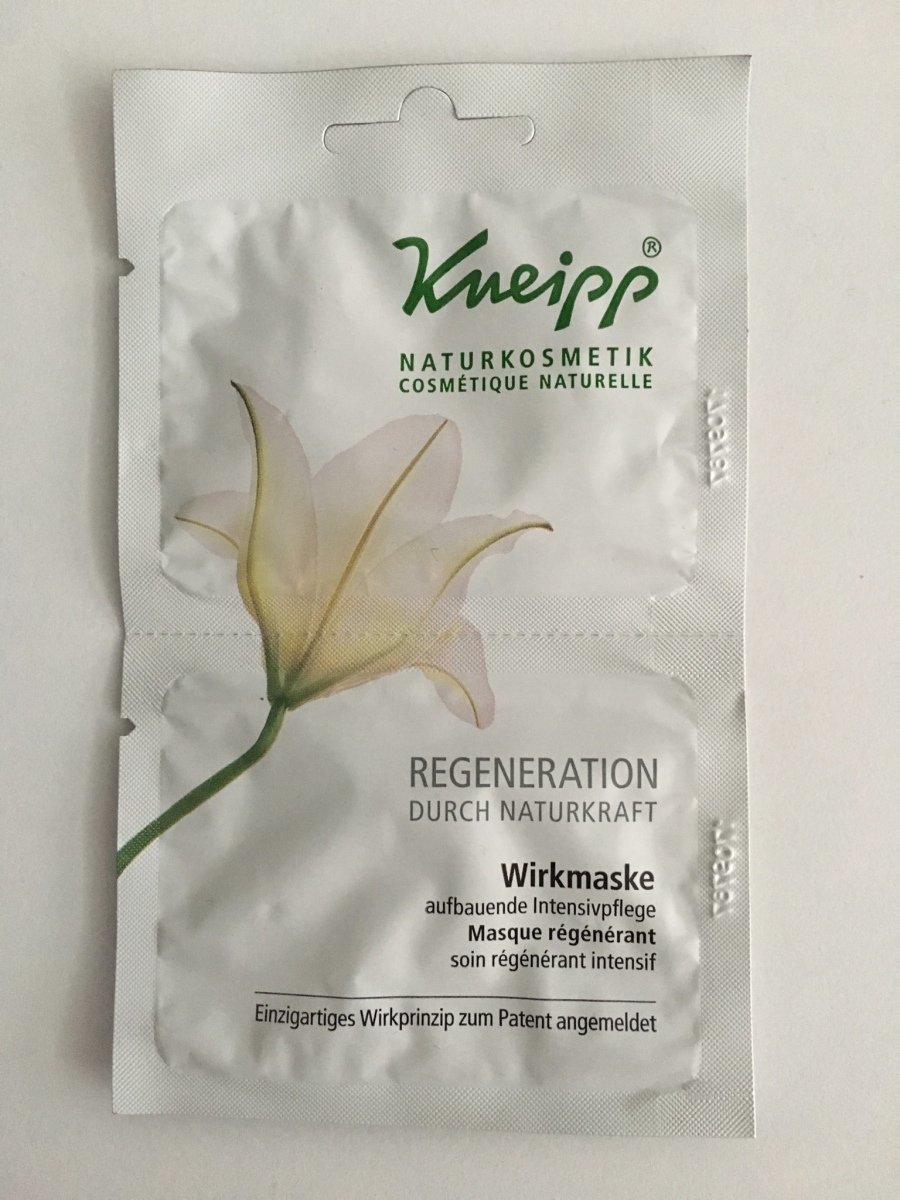 Kneipp®
NATURKOSMETIK
COSMÉTIQUE NATURELLE
REGENERATION
DURCH NATURKRAFT
Wirkmaske
aufbauende Intensivpflege
Masque régénérant
soin régénérant intensif
Einzigartiges Wirkprinzip zum Patent angemeldet